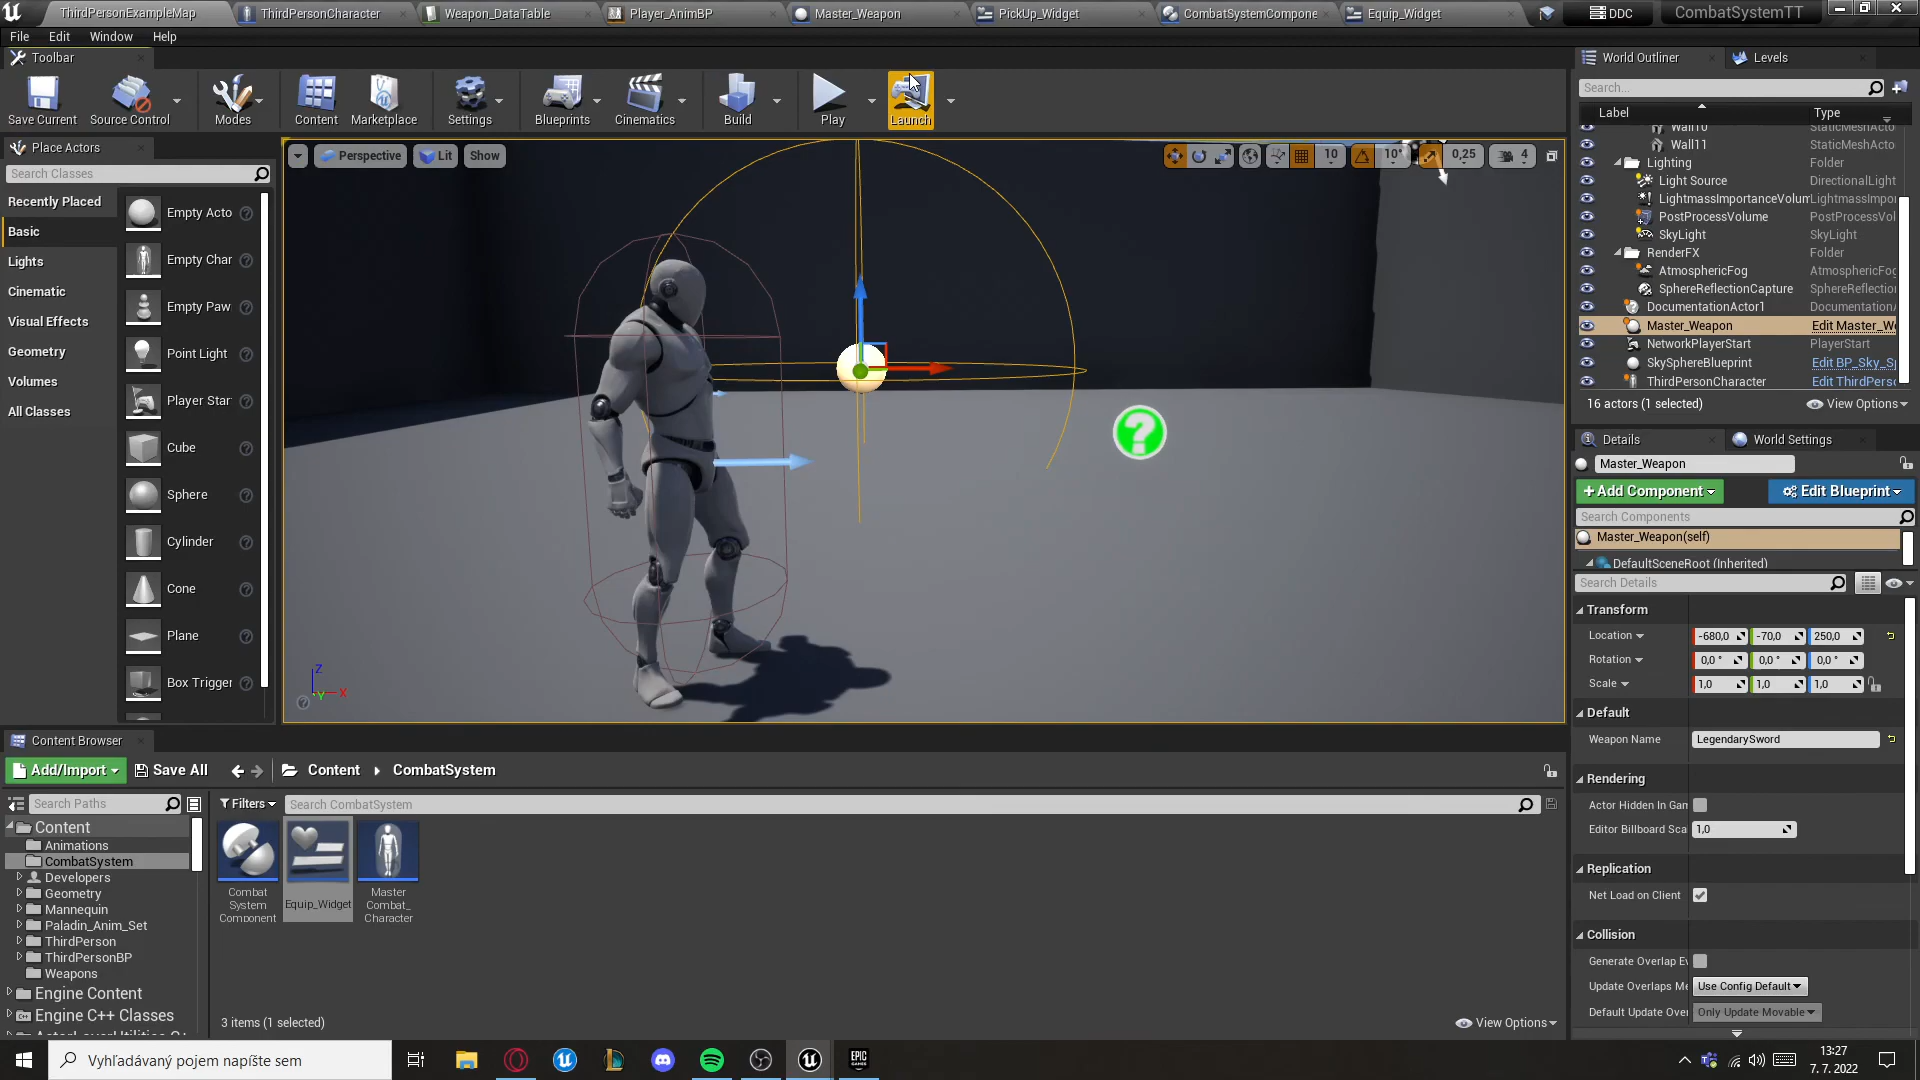 ThirdPersonExampleMap
ThirdPersonCharacter
Weapon_DataTable
Player_AnimBP
Master_Weapon
PickUp_Widget
CombatSystemCompone
Equip_Widget
DDC
CombatSystemTT
File Edit Window Help
Toolbar
World Outliner
Levels
Save Current
Source Control
Modes
Content
Marketplace
Settings
Blueprints
Cinematics
Build
Play
Launch
Search...
Label Type
Wall10 StaticMeshActo
Wall11 StaticMeshActo
Lighting Folder
Light Source DirectionalLight
LightmassImportanceVolum LightmassImpo
PostProcessVolume PostProcessVol
SkyLight SkyLight
RenderFX Folder
AtmosphericFog AtmosphericFog
SphereReflectionCapture SphereReflectio
DocumentationActor1 DocumentationA
Master_Weapon Edit Master_We
NetworkPlayerStart PlayerStart
SkySphereBlueprint Edit BP_Sky_Sp
ThirdPersonCharacter Edit ThirdPerso
16 actors (1 selected)
View Options
Place Actors
Search Classes
Recently Placed
Basic
Lights
Cinematic
Visual Effects
Geometry
Volumes
All Classes
Empty Acto
Empty Char
Empty Paw
Point Light
Player Star
Cube
Sphere
Cylinder
Cone
Plane
Box Trigger
Perspective
Lit
Show
10
10°
0,25
4
?
Z
Y
X
Details
World Settings
Master_Weapon
+Add Component
Edit Blueprint
Search Components
Master_Weapon(self)
DefaultSceneRoot (Inherited)
Search Details
Transform
Location -680,0 -70,0 250,0
Rotation 0,0 ° 0,0 ° 0,0 °
Scale 1,0 1,0 1,0
Default
Weapon Name LegendarySword
Rendering
Actor Hidden In Gam
Editor Billboard Sca 1,0
Replication
Net Load on Client
Collision
Generate Overlap Ev
Update Overlaps Me Use Config Default
Default Update Over Only Update Movable
Content Browser
Add/Import
Save All
Content
CombatSystem
Search Paths
Filters
Search CombatSystem
Content
Animations
CombatSystem
Developers
Geometry
Mannequin
Paladin_Anim_Set
ThirdPerson
ThirdPersonBP
Weapons
Engine Content
Engine C++ Classes
Combat
System
Component
Equip_Widget
Master
Combat_
Character
3 items (1 selected)
View Options
Vyhľadávaný pojem napíšte sem
EPIC
GAMES
13:27
7. 7. 2022